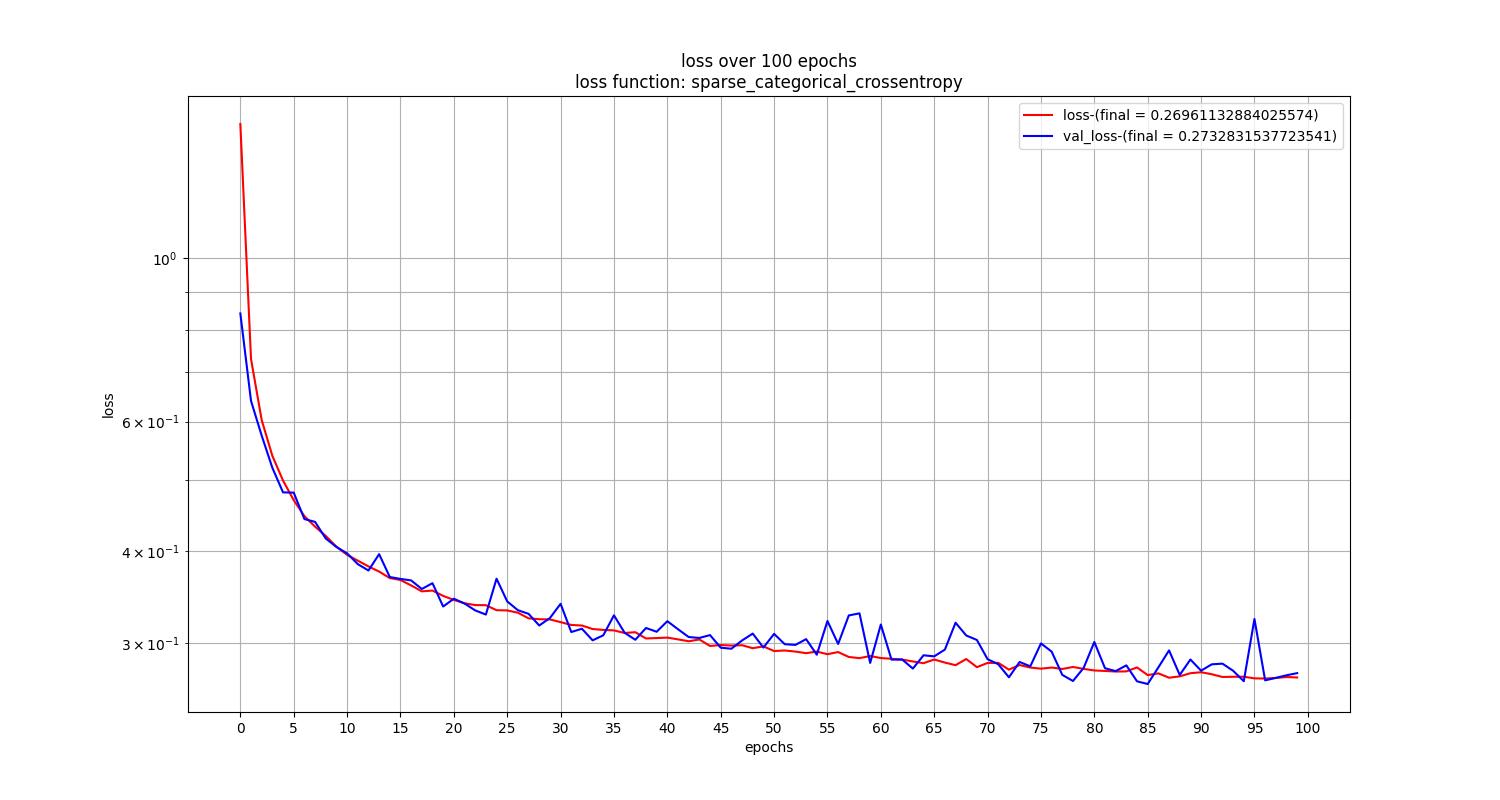 loss over 100 epochs
loss function: sparse_categorical_crossentropy
loss-(final = 0.26961132884025574)
val_loss-(final = 0.2732831537723541)
10⁰
6 × 10⁻¹
4 × 10⁻¹
3 × 10⁻¹
loss
0 5 10 15 20 25 30 35 40 45 50 55 60 65 70 75 80 85 90 95 100
epochs